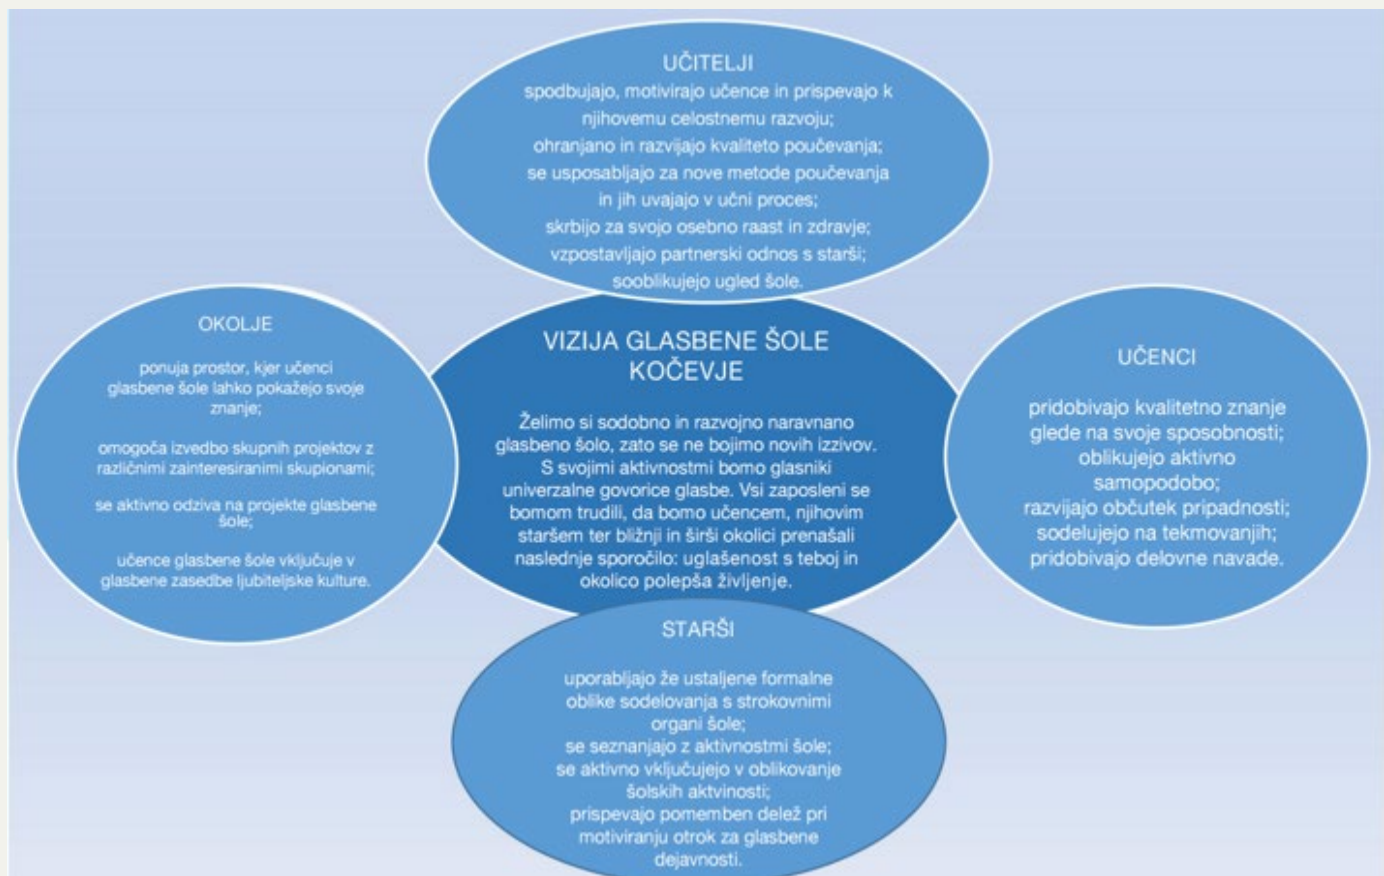 UČITELJI
spodbujajo, motivirajo učence in prispevajo k
njihovemu celostnemu razvoju;
ohranjano in razvijajo kvaliteto poučevanja;
se usposabljajo za nove metode poučevanja
in jih uvajajo v učni proces;
skrbijo za svojo osebno raast in zdravje;
vzpostavljajo partnerski odnos s starši;
sooblikujejo ugled šole.
OKOLJE
ponuja prostor, kjer učenci
glasbene šole lahko pokažejo svoje
znanje;
omogoča izvedbo skupnih projektov z
različnimi zainteresiranimi skupionami;
se aktivno odziva na projekte glasbene
šole;
učence glasbene šole vključuje v
glasbene zasedbe ljubiteljske kulture.
VIZIJA GLASBENE ŠOLE
KOČEVJE
Želimo si sodobno in razvojno naravnano
glasbeno šolo, zato se ne bojimo novih izzivov.
S svojimi aktivnostmi bomo glasniki
univerzalne govorice glasbe. Vsi zaposleni se
bomom trudili, da bomo učencem, njihovim
staršem ter bližnji in širši okolici prenašali
naslednje sporočilo: uglašenost s teboj in
okolico polepša življenje.
UČENCI
pridobivajo kvalitetno znanje
glede na svoje sposobnosti;
oblikujejo aktivno
samopodobo;
razvijajo občutek pripadnosti;
sodelujejo na tekmovanjih;
pridobivajo delovne navade.
STARŠI
uporabljajo že ustaljene formalne
oblike sodelovanja s strokovnimi
organi šole;
se seznanjajo z aktivnostmi šole;
se aktivno vključujejo v oblikovanje
šolskih aktvinosti;
prispevajo pomemben delež pri
motiviranju otrok za glasbene
dejavnosti.